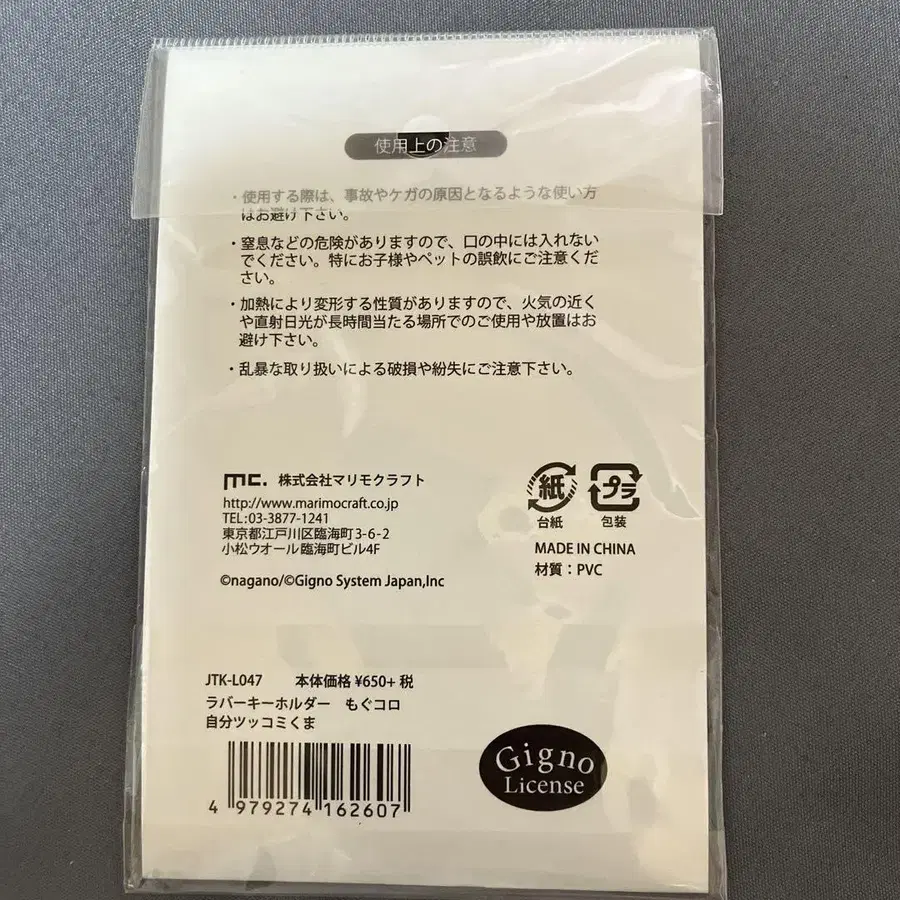 使用上の注意
・使用する際は、事故やケガの原因となるような使い方
はお避け下さい。
・窒息などの危険がありますので、口の中には入れない
でください。特にお子様やペットの誤飲にご注意くだ
さい。
・加熱により変形する性質がありますので、火気の近く
や直射日光が長時間当たる場所でのご使用や放置はお
避け下さい。
・乱暴な取り扱いによる破損や紛失にご注意下さい。
mc. 株式会社マリモクラフト
http://www.marimocraft.co.jp
TEL:03-3877-1241
東京都江戸川区臨海町3-6-2
小松ウオール臨海町ビル4F
©nagano/©Gigno System Japan,Inc
紙 プラ
台紙 包装
MADE IN CHINA
材質：PVC
JTK-L047 本体価格 ¥650+ 税
ラバーキーホルダー もぐコロ
自分ツッコミくま
4 979274 162607
Gigno
License